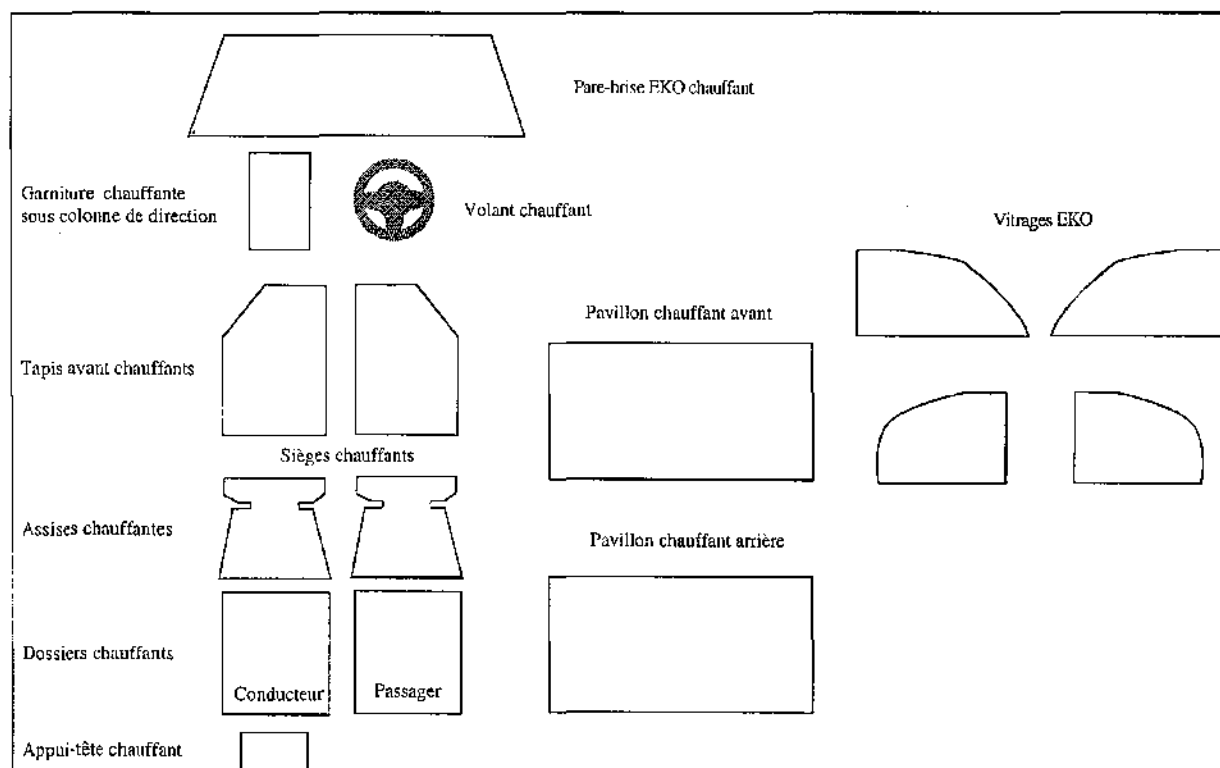 Pare-brise EKO chauffant
Garniture chauffante
sous colonne de direction
Volant chauffant
Vitrages EKO
Pavillon chauffant avant
Tapis avant chauffants
Sièges chauffants
Assises chauffantes
Pavillon chauffant arrière
Dossiers chauffants
Conducteur
Passager
Appui-tête chauffant